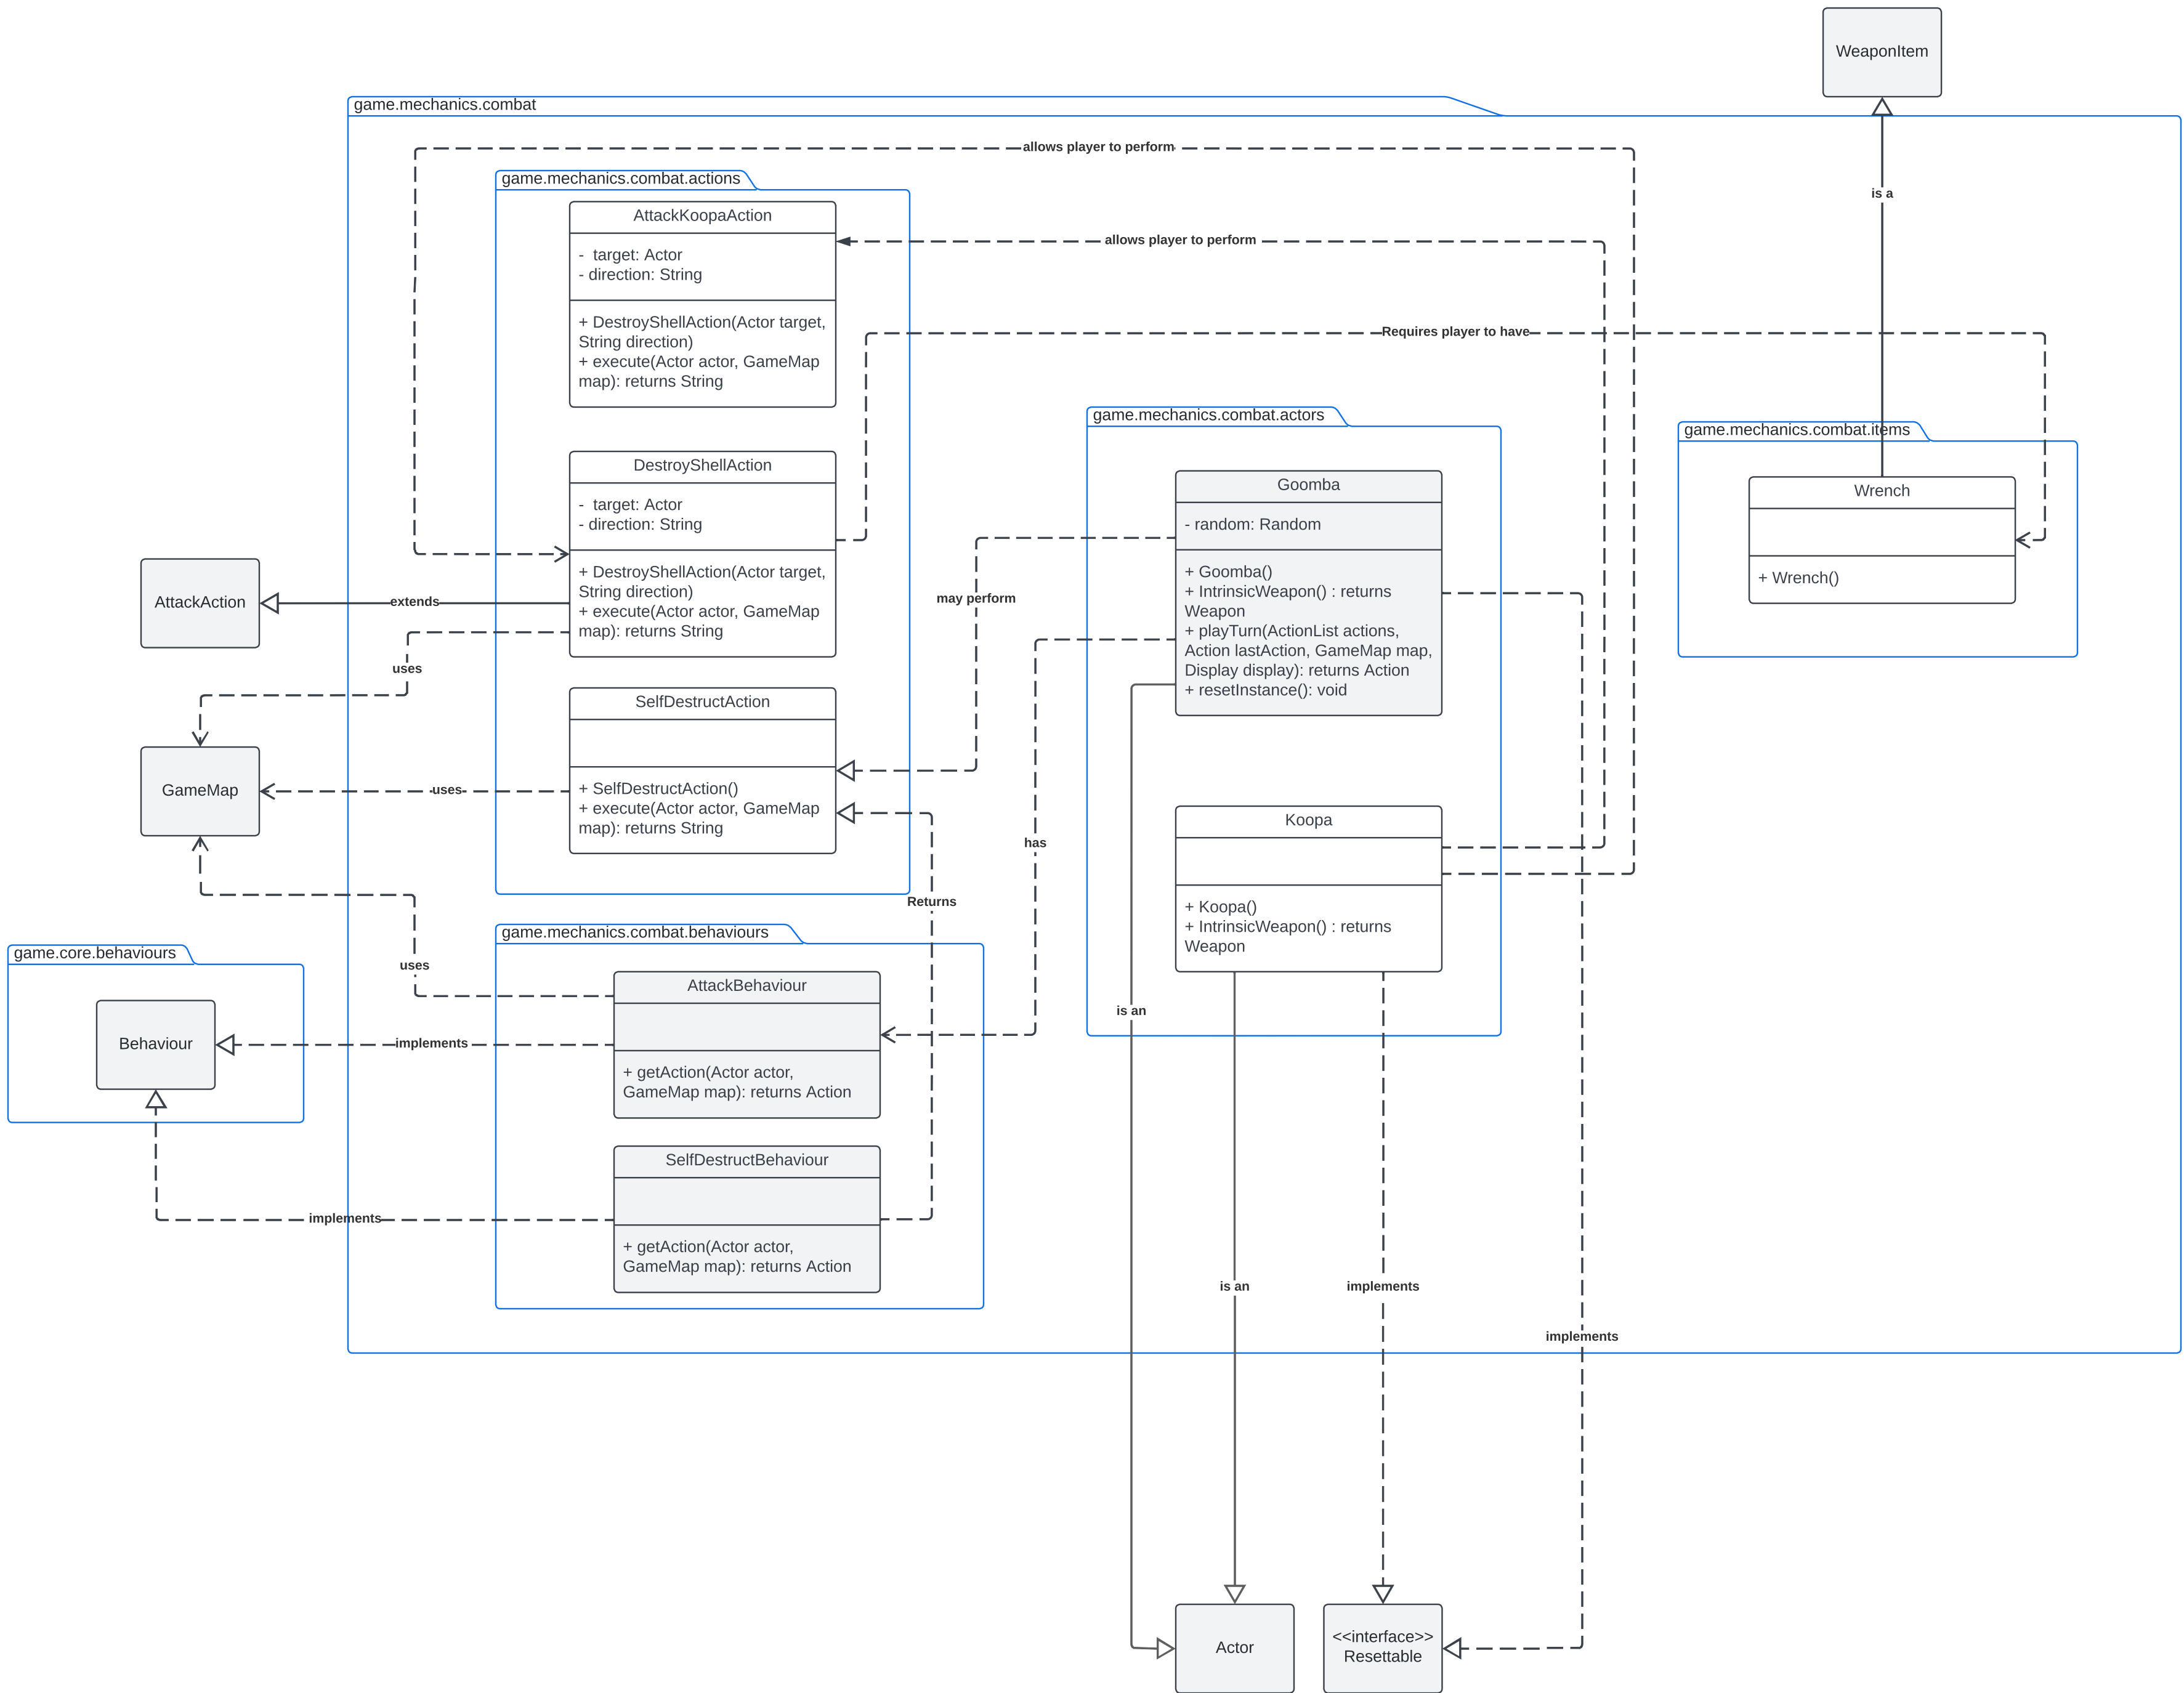 WeaponItem
game.mechanics.combat
allows player to perform
game.mechanics.combat.actions
is a
AttackKoopaAction
-  target: Actor
- direction: String
+ DestroyShellAction(Actor target,
String direction)
+ execute(Actor actor, GameMap
map): returns String
allows player to perform
Requires player to have
game.mechanics.combat.actors
game.mechanics.combat.items
DestroyShellAction
-  target: Actor
- direction: String
+ DestroyShellAction(Actor target,
String direction)
+ execute(Actor actor, GameMap
map): returns String
Goomba
- random: Random
+ Goomba()
+ IntrinsicWeapon() : returns
Weapon
+ playTurn(ActionList actions,
Action lastAction, GameMap map,
Display display): returns Action
+ resetInstance(): void
Wrench
+ Wrench()
AttackAction
extends
may perform
uses
SelfDestructAction
+ SelfDestructAction()
+ execute(Actor actor, GameMap
map): returns String
GameMap
uses
has
Koopa
+ Koopa()
+ IntrinsicWeapon() : returns
Weapon
Returns
game.mechanics.combat.behaviours
game.core.behaviours
uses
AttackBehaviour
+ getAction(Actor actor,
GameMap map): returns Action
is an
Behaviour
implements
SelfDestructBehaviour
+ getAction(Actor actor,
GameMap map): returns Action
implements
is an
implements
implements
Actor
<<interface>>
Resettable